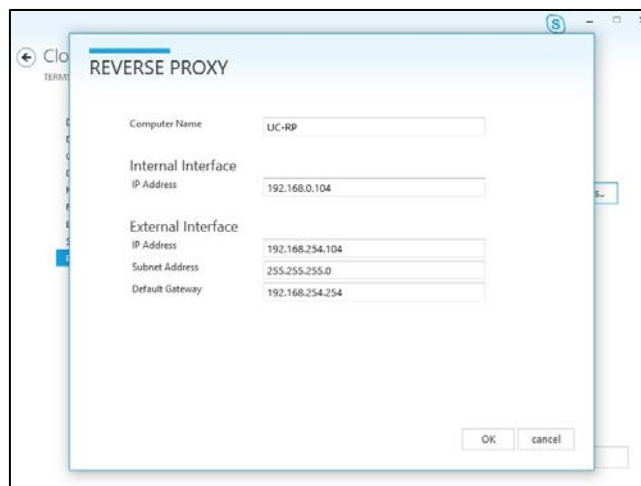 S
Clo
TERMS
REVERSE PROXY
Computer Name
UC-RP
Internal Interface
IP Address
192.168.0.104
External Interface
IP Address
192.168.254.104
Subnet Address
255.255.255.0
Default Gateway
192.168.254.254
OK
cancel